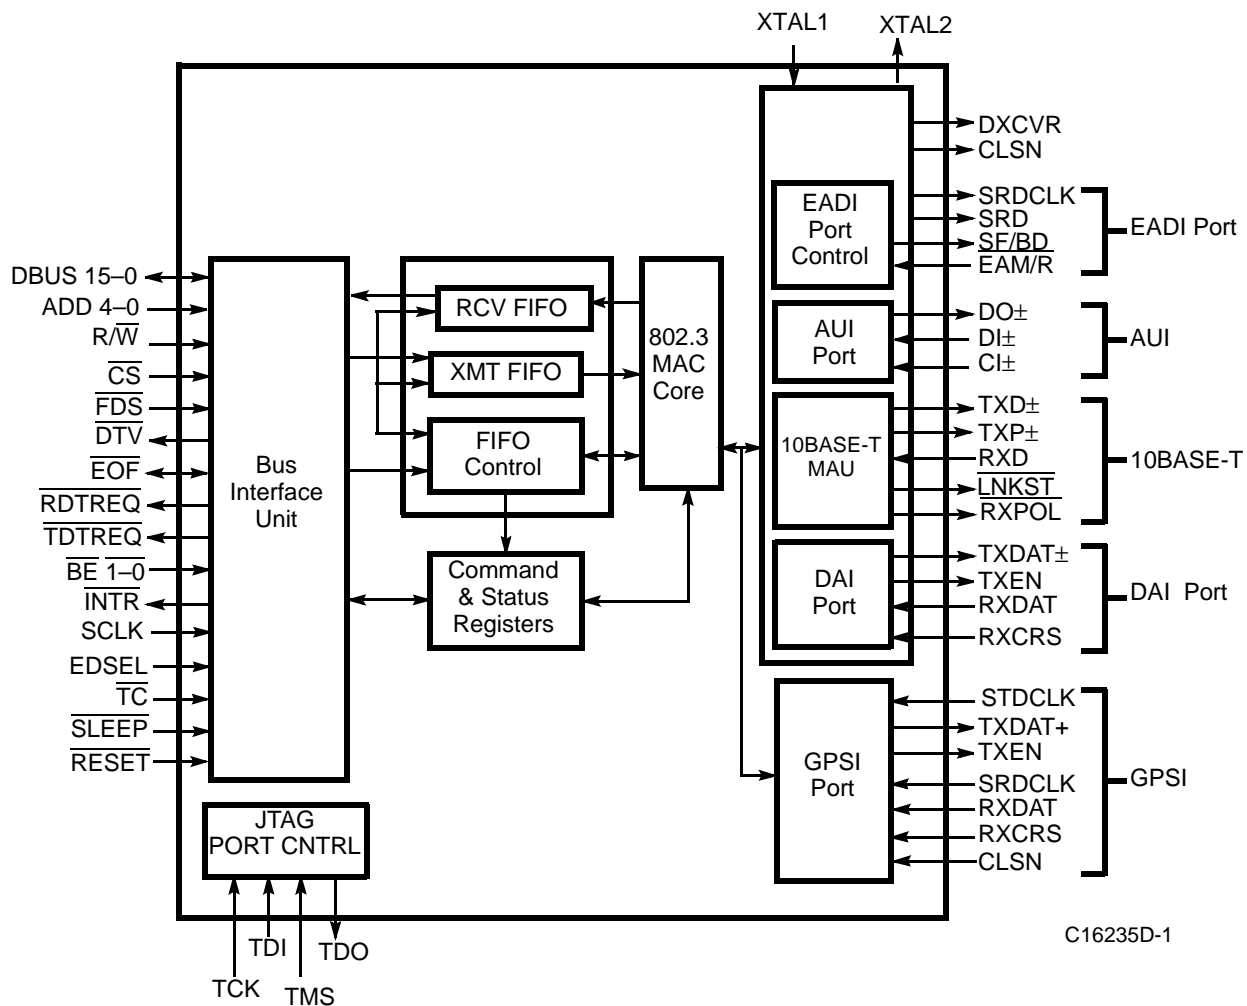 XTAL1
XTAL2
DXCVR
CLSN
SRDCLK
SRD
SF/BD
EAM/R
EADI Port
EADI
Port
Control
DBUS 15–0
ADD 4–0
R/W
CS
FDS
DTV
EOF
RDTREQ
TDTREQ
BE 1–0
INTR
SCLK
EDSEL
TC
SLEEP
RESET
Bus
Interface
Unit
RCV FIFO
XMT FIFO
FIFO
Control
Command
& Status
Registers
802.3
MAC
Core
AUI
Port
DO±
DI±
CI±
AUI
10BASE-T
MAU
TXD±
TXP±
RXD
LNKST
RXPOL
10BASE-T
DAI
Port
TXDAT±
TXEN
RXDAT
RXCRS
DAI Port
GPSI
Port
STDCLK
TXDAT+
TXEN
SRDCLK
RXDAT
RXCRS
CLSN
GPSI
JTAG
PORT CNTRL
TCK
TDI
TMS
TDO
C16235D-1